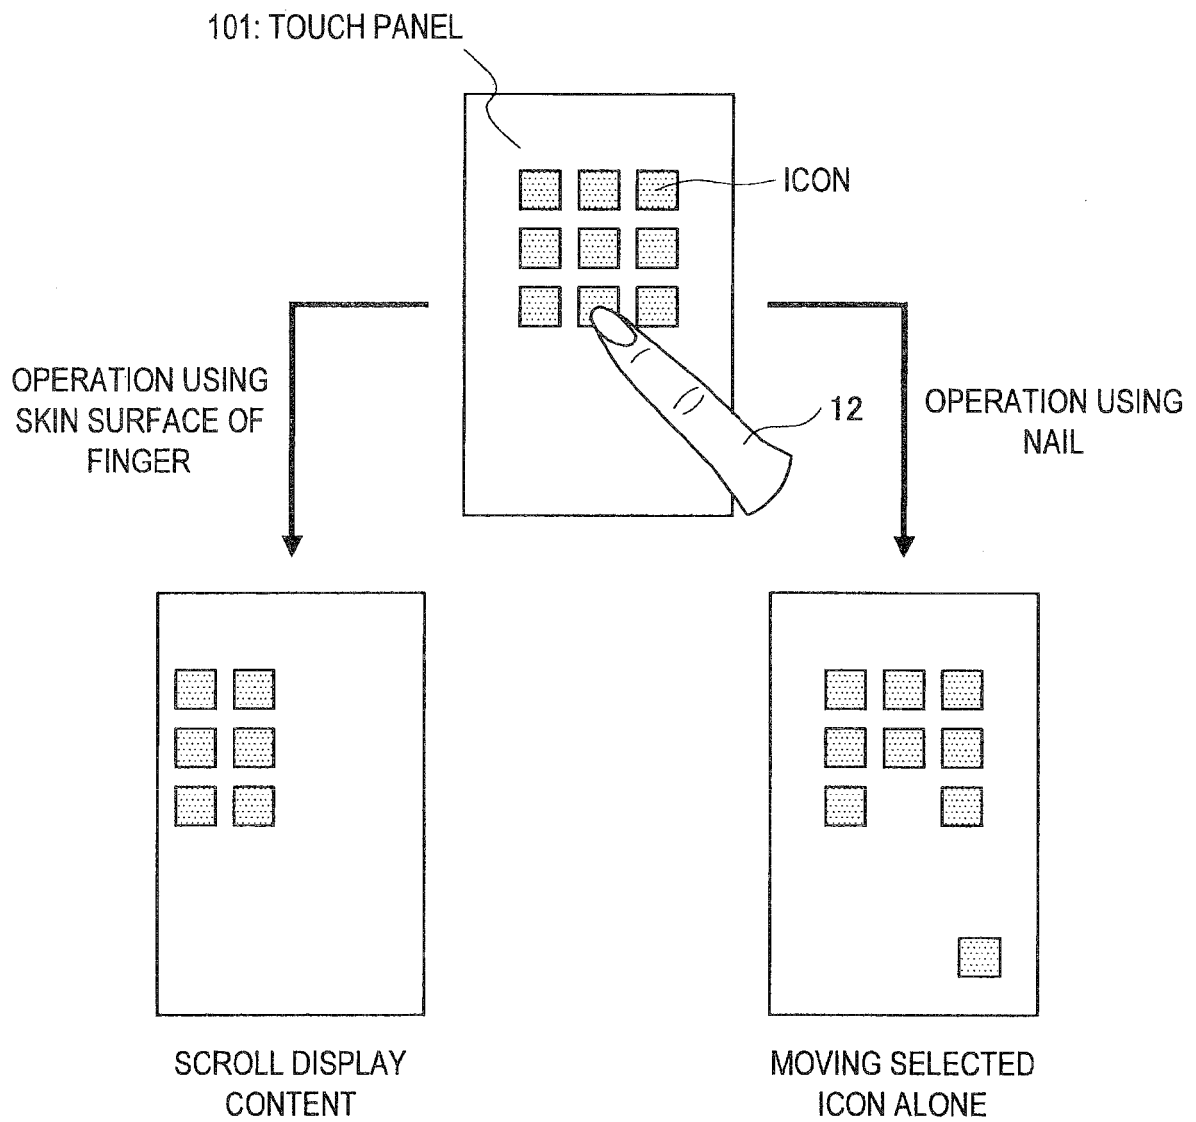 101: TOUCH PANEL
ICON
OPERATION USING
SKIN SURFACE OF
FINGER
12
OPERATION USING
NAIL
SCROLL DISPLAY
CONTENT
MOVING SELECTED
ICON ALONE